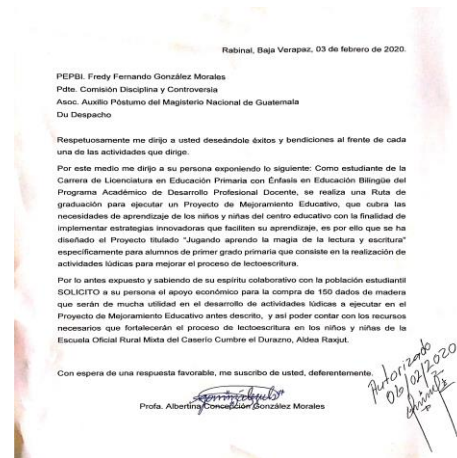 Rabinal, Baja Verapaz, 03 de febrero de 2020.
PEPBI. Fredy Fernando González Morales
Pdte. Comisión Disciplina y Controversia
Asoc. Auxilio Póstumo del Magisterio Nacional de Guatemala
Du Despacho
Respetuosamente me dirijo a usted deseándole éxitos y bendiciones al frente de cada
una de las actividades que dirige.
Por este medio me dirijo a su persona exponiendo lo siguiente: Como estudiante de la
Carrera de Licenciatura en Educación Primaria con Énfasis en Educación Bilingüe del
Programa Académico de Desarrollo Profesional Docente, se realiza una Ruta de
graduación para ejecutar un Proyecto de Mejoramiento Educativo, que cubra las
necesidades de aprendizaje de los niños y niñas del centro educativo con la finalidad de
implementar estrategias innovadoras que faciliten su aprendizaje, es por ello que se ha
diseñado el Proyecto titulado "Jugando aprendo la magia de la lectura y escritura"
específicamente para alumnos de primer grado primaria que consiste en la realización de
actividades lúdicas para mejorar el proceso de lectoescritura.
Por lo antes expuesto y sabiendo de su espíritu colaborativo con la población estudiantil
SOLICITO a su persona el apoyo económico para la compra de 150 dados de madera
que serán de mucha utilidad en el desarrollo de actividades lúdicas a ejecutar en el
Proyecto de Mejoramiento Educativo antes descrito, y así poder contar con los recursos
necesarios que fortalecerán el proceso de lectoescritura en los niños y niñas de la
Escuela Oficial Rural Mixta del Caserío Cumbre el Durazno, Aldea Raxjut.
Con espera de una respuesta favorable, me suscribo de usted, deferentemente.
Profa. Albertina Concepción González Morales
Autorizado
06/02/2020